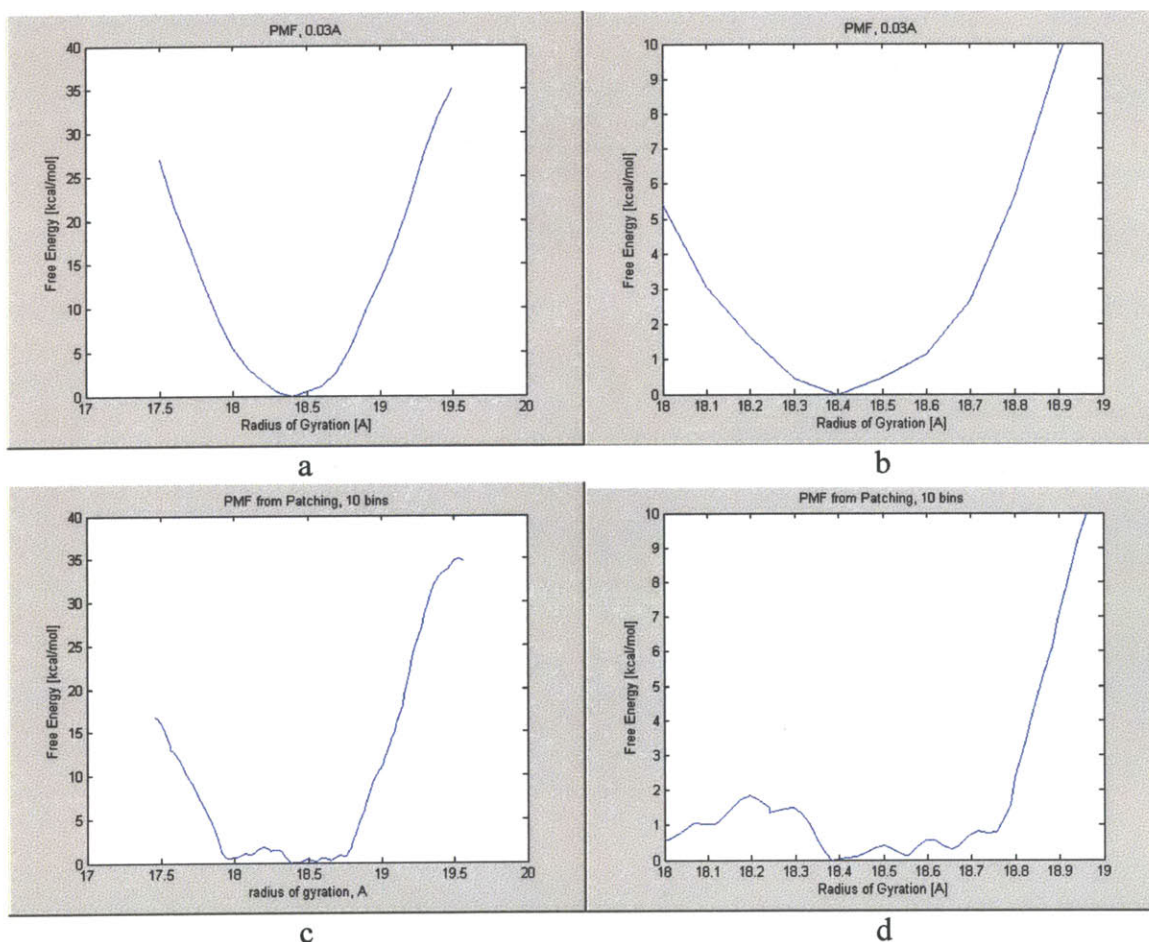 PMF, 0.03A
40
35
30
25
20
15
10
5
0
Free Energy [kcal/mol]
17 17.5 18 18.5 19 19.5 20
Radius of Gyration [A]
a
PMF, 0.03A
10
9
8
7
6
5
4
3
2
1
0
Free Energy [kcal/mol]
18 18.1 18.2 18.3 18.4 18.5 18.6 18.7 18.8 18.9 19
Radius of Gyration [A]
b
PMF from Patching, 10 bins
40
35
30
25
20
15
10
5
0
Free Energy [kcal/mol]
17 17.5 18 18.5 19 19.5 20
radius of gyration, A
c
PMF from Patching, 10 bins
10
9
8
7
6
5
4
3
2
1
0
Free Energy [kcal/mol]
18 18.1 18.2 18.3 18.4 18.5 18.6 18.7 18.8 18.9 19
Radius of Gyration [A]
d